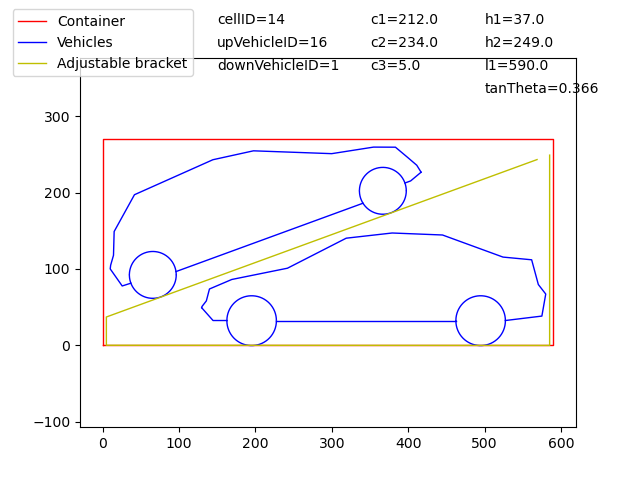 Container
Vehicles
Adjustable bracket
cellID=14
upVehicleID=16
downVehicleID=1
c1=212.0
c2=234.0
c3=5.0
h1=37.0
h2=249.0
l1=590.0
tanTheta=0.366
300
200
100
0
−100
0 100 200 300 400 500 600